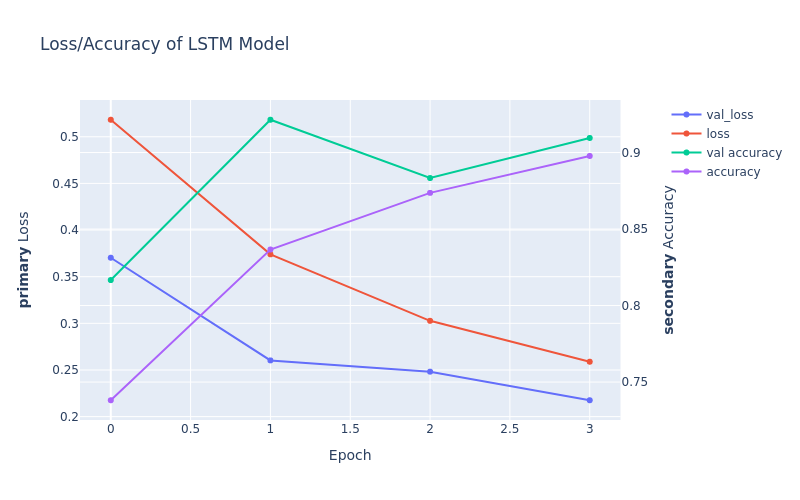 Loss/Accuracy of LSTM Model
val_loss
loss
val accuracy
accuracy
0.5
0.45
0.4
0.35
0.3
0.25
0.2
primary Loss
0.9
0.85
0.8
0.75
secondary Accuracy
0
0.5
1
1.5
2
2.5
3
Epoch